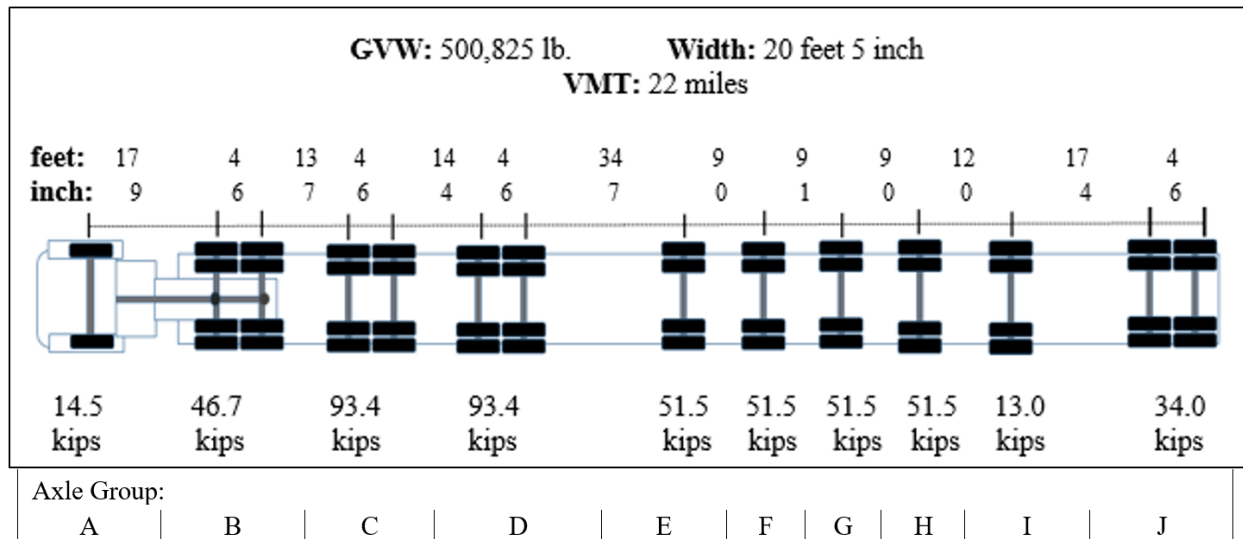 GVW: 500,825 lb. Width: 20 feet 5 inch
VMT: 22 miles
feet: 17 4 13 4 14 4 34 9 9 9 12 17 4
inch: 9 6 7 6 4 6 7 0 1 0 0 4 6
14.5 46.7 93.4 93.4 51.5 51.5 51.5 51.5 13.0 34.0
kips kips kips kips kips kips kips kips kips kips
Axle Group:
A B C D E F G H I J